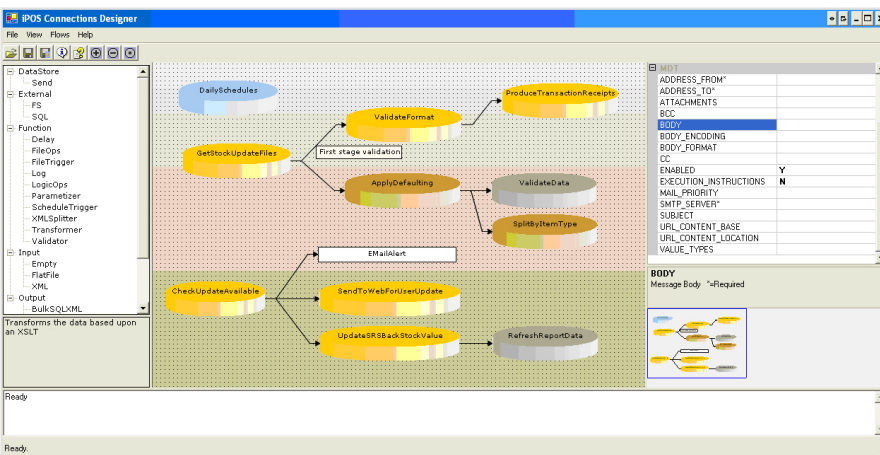 iPOS Connections Designer
File View Flows Help
DataStore
Send
External
FS
SQL
Function
Delay
FileOps
FileTrigger
Log
LogicOps
Parametizer
ScheduleTrigger
XMLSplitter
Transformer
Validator
Input
Empty
FlatFile
XML
Output
BulkSQLXML
Transforms the data based upon
an XSLT
DailySchedules
ProduceTransactionReceipts
ValidateFormat
GetStockUpdateFiles
First stage validation
ApplyDefaulting
ValidateData
SplitByItemType
EMailAlert
CheckUpdateAvailable
SendToWebForUserUpdate
UpdateSRSBackStockValue
RefreshReportData
MDT
ADDRESS_FROM*
ADDRESS_TO*
ATTACHMENTS
BCC
BODY
BODY_ENCODING
BODY_FORMAT
CC
ENABLED Y
EXECUTION_INSTRUCTIONS N
MAIL_PRIORITY
SMTP_SERVER*
SUBJECT
URL_CONTENT_BASE
URL_CONTENT_LOCATION
VALUE_TYPES
BODY
Message Body *=Required
Ready
Ready.